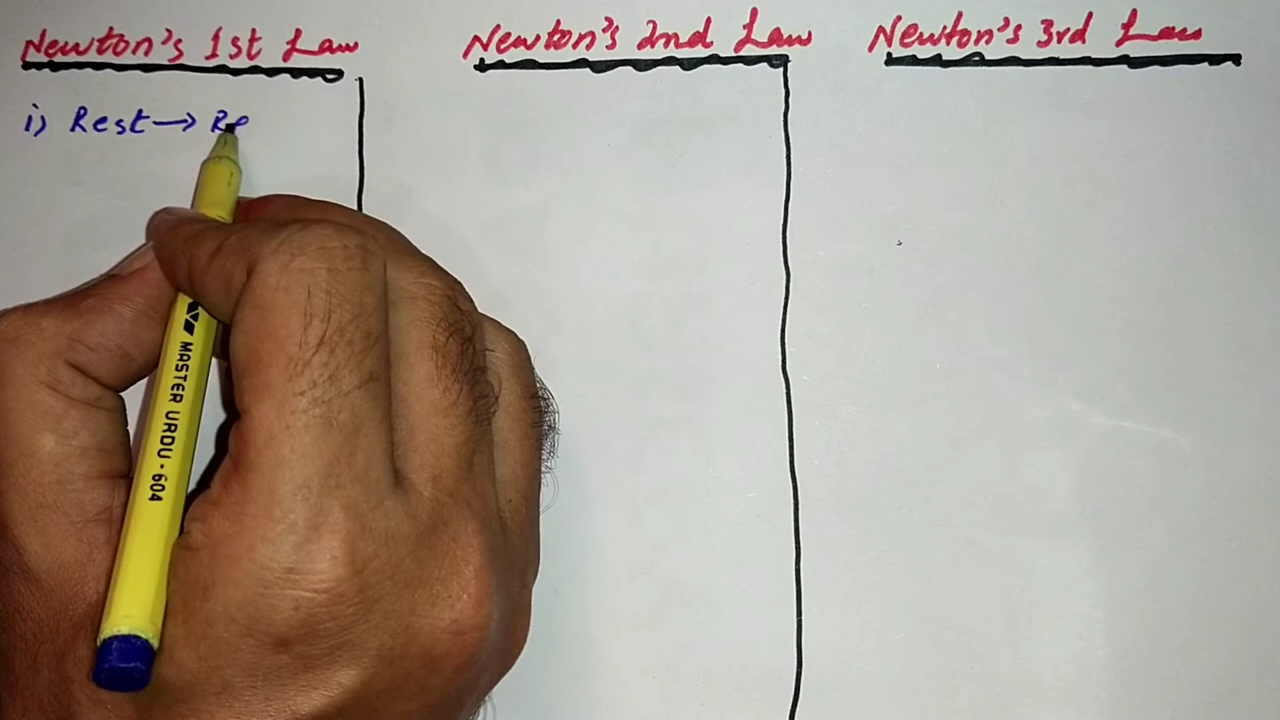 Newton's 1st Law
Newton's 2nd Law
Newton's 3rd Law
i) Rest → Re
MASTER URDU - 604